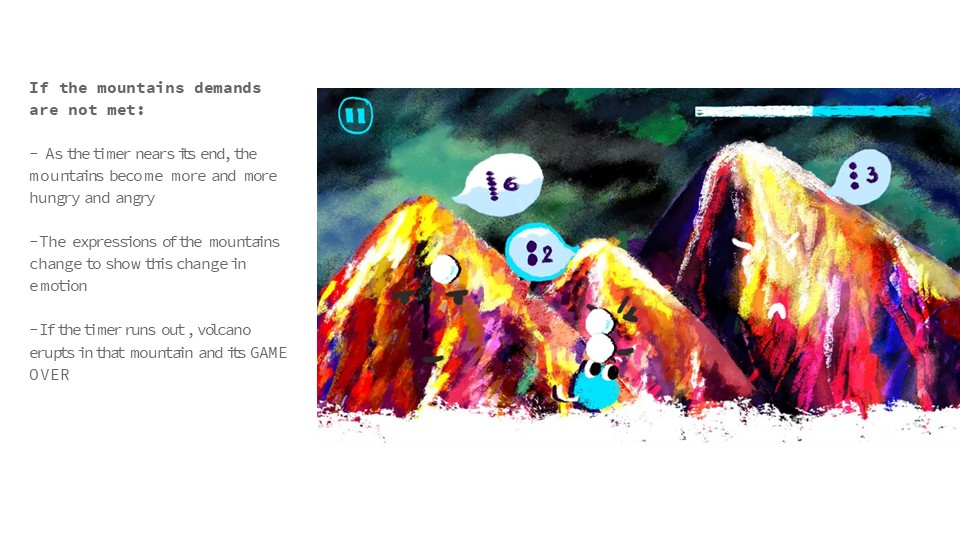 If the mountains demands
are not met:
- As the timer nears its end, the
mountains become more and more
hungry and angry
-The expressions of the mountains
change to show this change in
emotion
-If the timer runs out , volcano
erupts in that mountain and its GAME
OVER
6
2
3